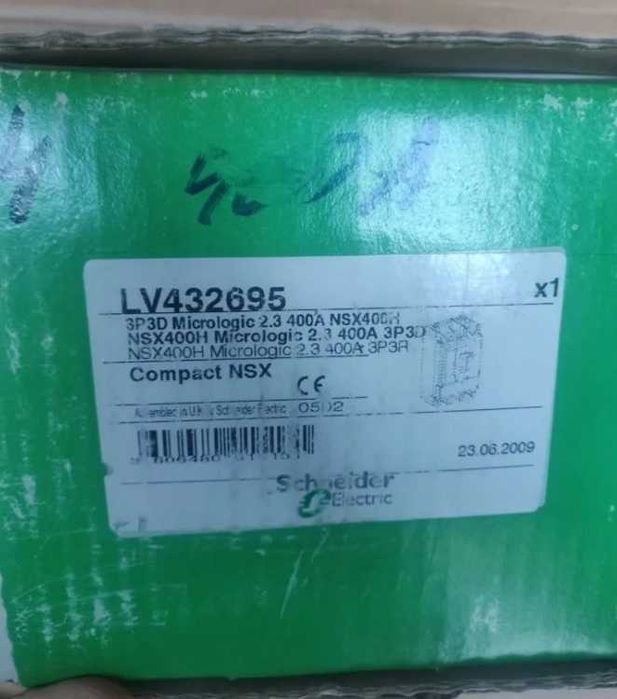 LV432695
x1
3P3D Micrologic 2.3 400A NSX400H
NSX400H Micrologic 2.3 400A 3P3D
NSX400H Micrologic 2.3 400A 3P3R
Compact NSX
CE
23.06.2009
Schneider
Electric